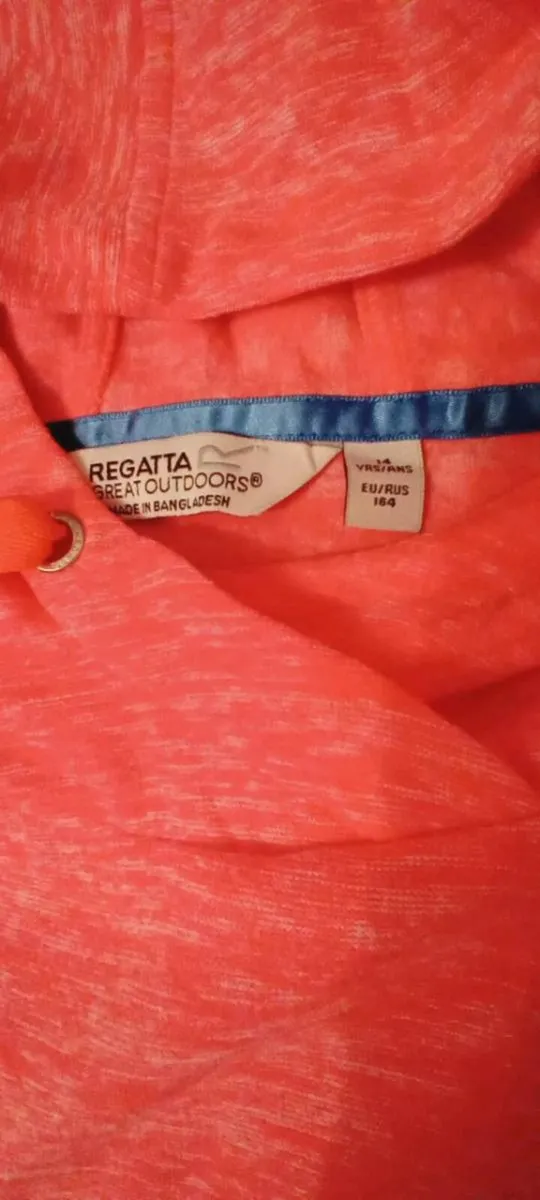 REGATTA
GREAT OUTDOORS®
MADE IN BANGLADESH
14
YRS/ANS
EU/RUS
164